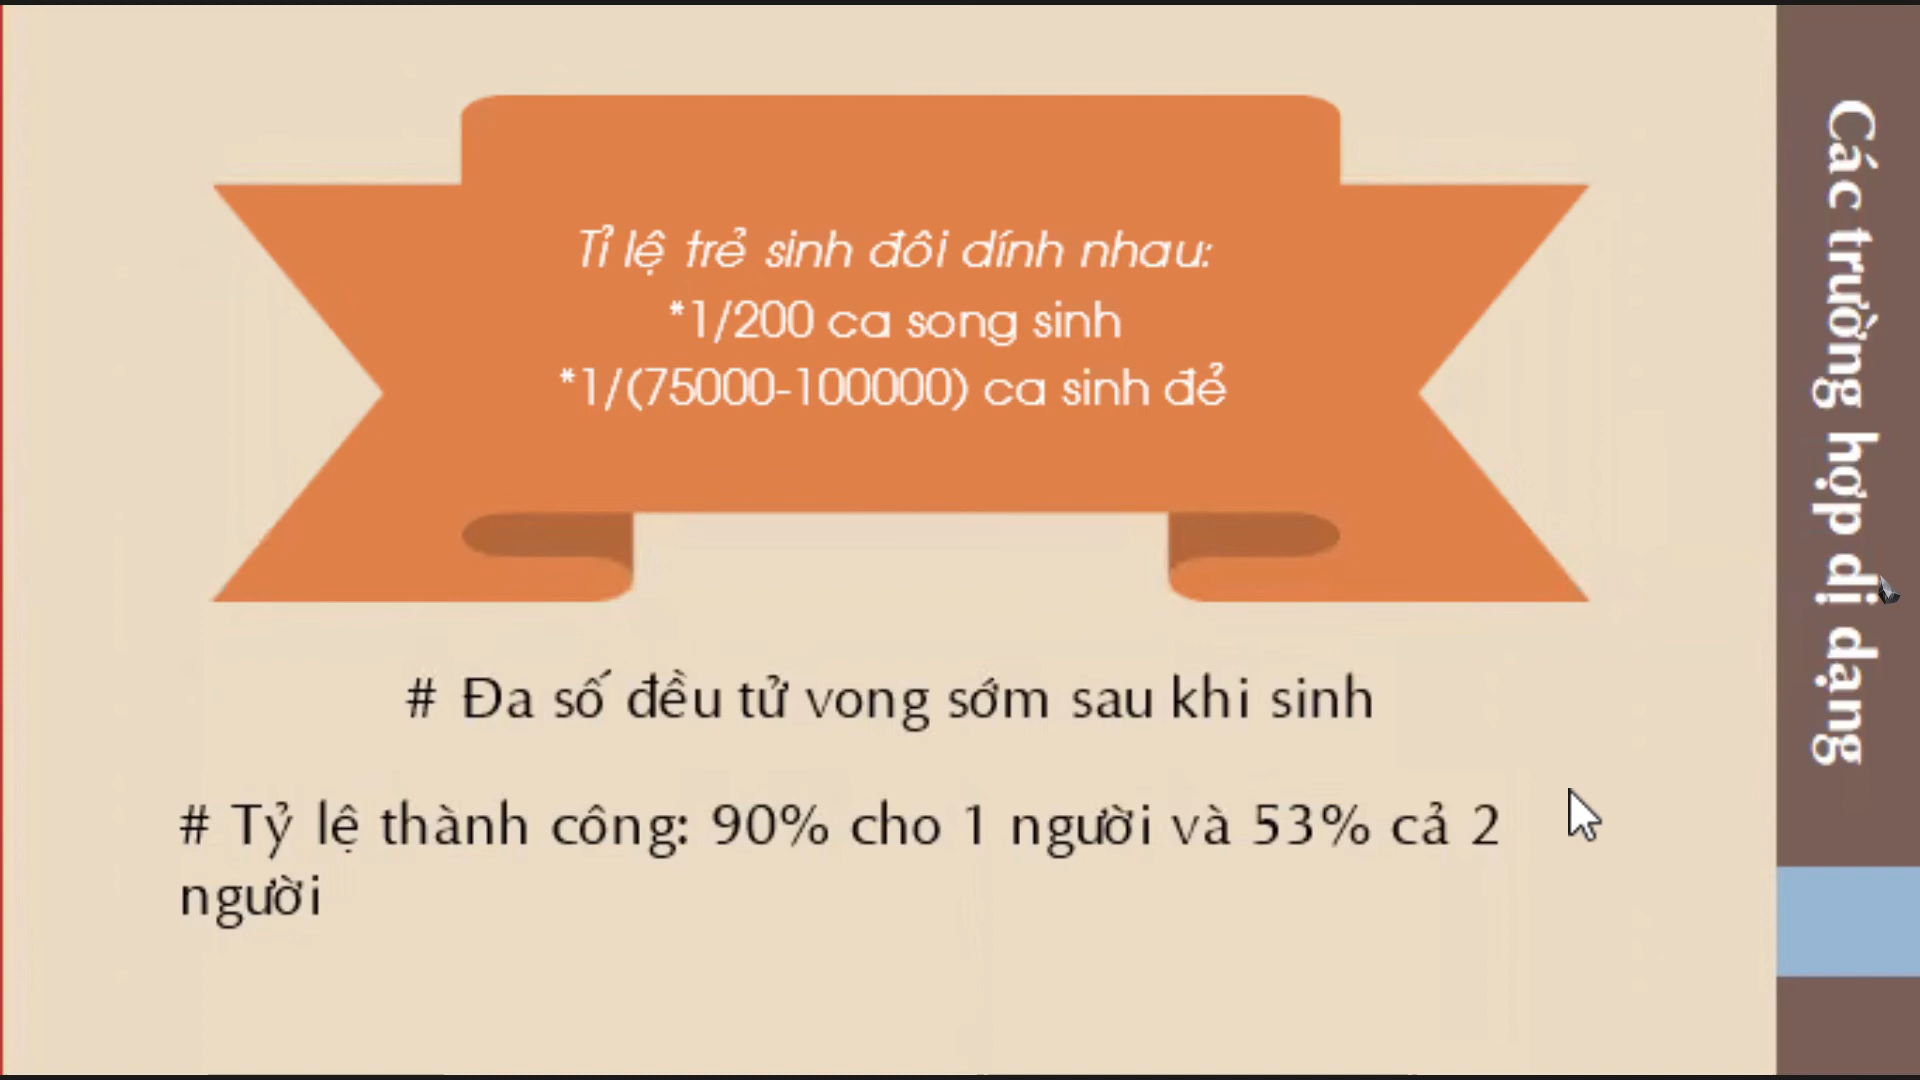 Tỉ lệ trẻ sinh đôi dính nhau:
*1/200 ca song sinh
*1/(75000-100000) ca sinh đẻ
# Đa số đều tử vong sớm sau khi sinh
# Tỷ lệ thành công: 90% cho 1 người và 53% cả 2
người
Các trường hợp dị dạng